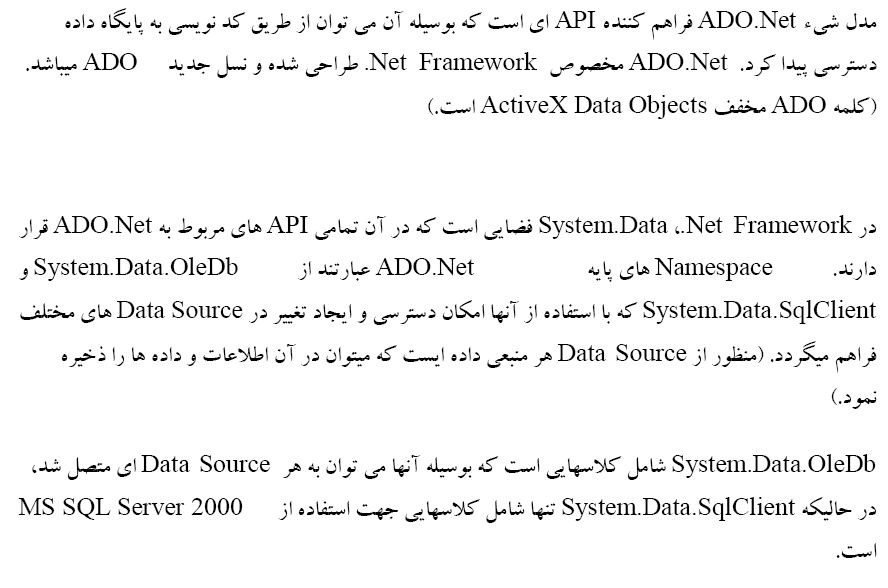 مدل شیء ADO.Net فراهم کننده API ای است که بوسیله آن می توان از طریق کد نویسی به پایگاه داده
دسترسی پیدا کرد. ADO.Net مخصوص Net Framework. طراحی شده و نسل جدید ADO میباشد.
(کلمه ADO مخفف ActiveX Data Objects است.)
در Net Framework.، System.Data فضایی است که در آن تمامی API های مربوط به ADO.Net قرار
دارند. Namespace های پایه ADO.Net عبارتند از System.Data.OleDb و
System.Data.SqlClient که با استفاده از آنها امکان دسترسی و ایجاد تغییر در Data Source های مختلف
فراهم میگردد. (منظور از Data Source هر منبعی داده ایست که میتوان در آن اطلاعات و داده ها را ذخیره
نمود.)
System.Data.OleDb شامل کلاسهایی است که بوسیله آنها می توان به هر Data Source ای متصل شد،
در حالیکه System.Data.SqlClient تنها شامل کلاسهایی جهت استفاده از MS SQL Server 2000
است.